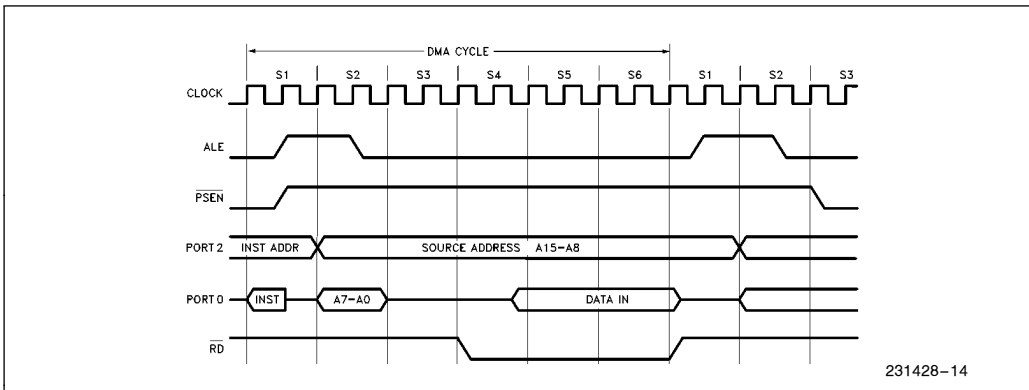 DMA CYCLE
S1 S2 S3 S4 S5 S6 S1 S2 S3
CLOCK
ALE
PSEN
PORT 2 INST ADDR SOURCE ADDRESS A15-A8
PORT 0 INST A7-A0 DATA IN
RD
231428-14